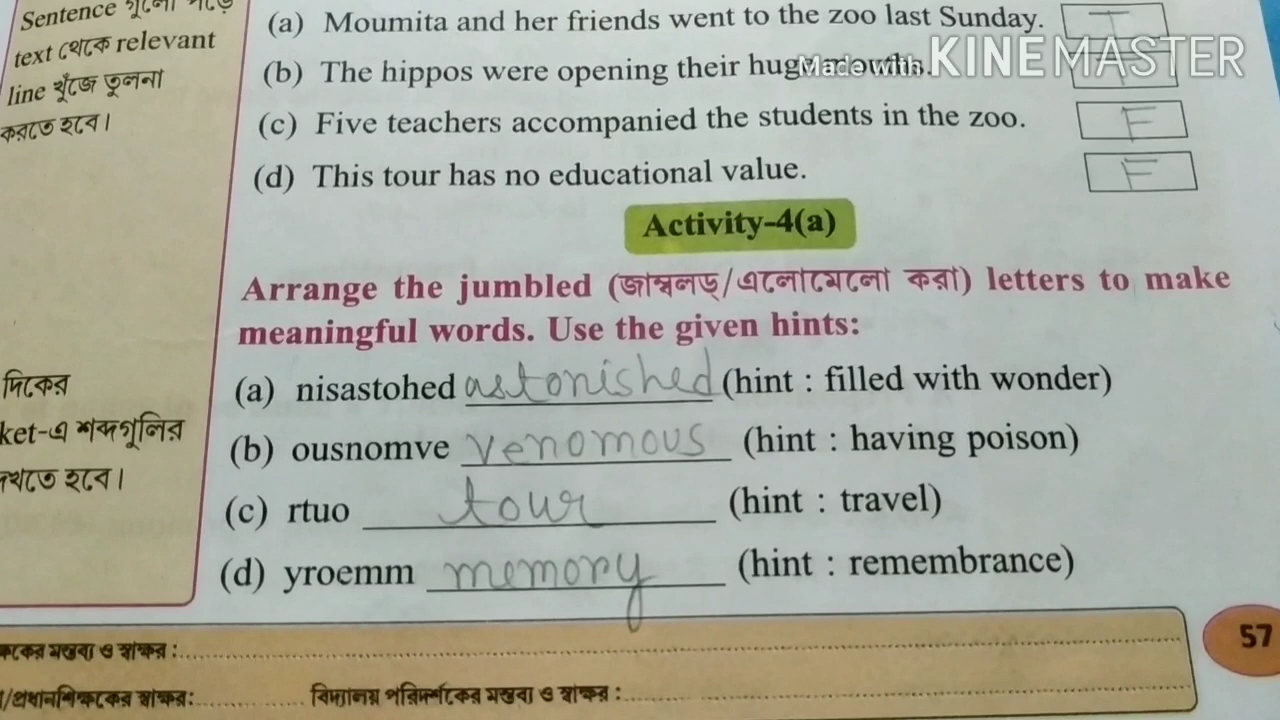 Sentence গুলো পড়ে
text থেকে relevant
line খুঁজে তুলনা
করতে হবে।
(a) Moumita and her friends went to the zoo last Sunday. T
(b) The hippos were opening their huge mouths.
Made with KINEMASTER
(c) Five teachers accompanied the students in the zoo. F
(d) This tour has no educational value. F
Activity-4(a)
Arrange the jumbled (জাম্বলড্/এলোমেলো করা) letters to make
meaningful words. Use the given hints:
(a) nisastohed astonished (hint : filled with wonder)
দিকের
(b) ousnomve venomous (hint : having poison)
ket-এ শব্দগুলির
(c) rtuo tour (hint : travel)
হবে।
(d) yroemm memory (hint : remembrance)
মন্তব্য ও স্বাক্ষর :
57
/প্রধানশিক্ষকের স্বাক্ষর: বিদ্যালয় পরিদর্শকের মন্তব্য ও স্বাক্ষর :